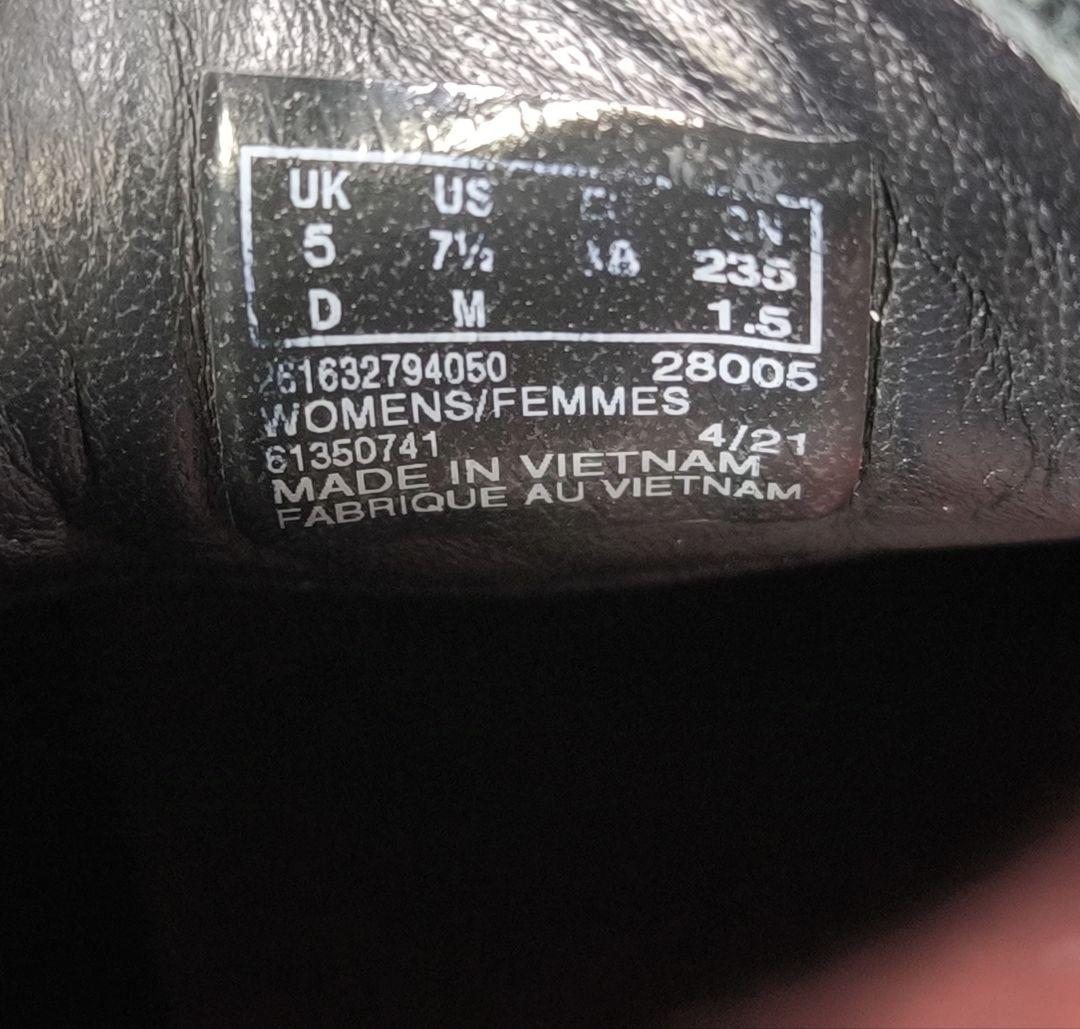 UK US CN
5 7½ 235
D M 1.5
61632794050 28005
WOMENS/FEMMES
61350741 4/21
MADE IN VIETNAM
FABRIQUE AU VIETNAM